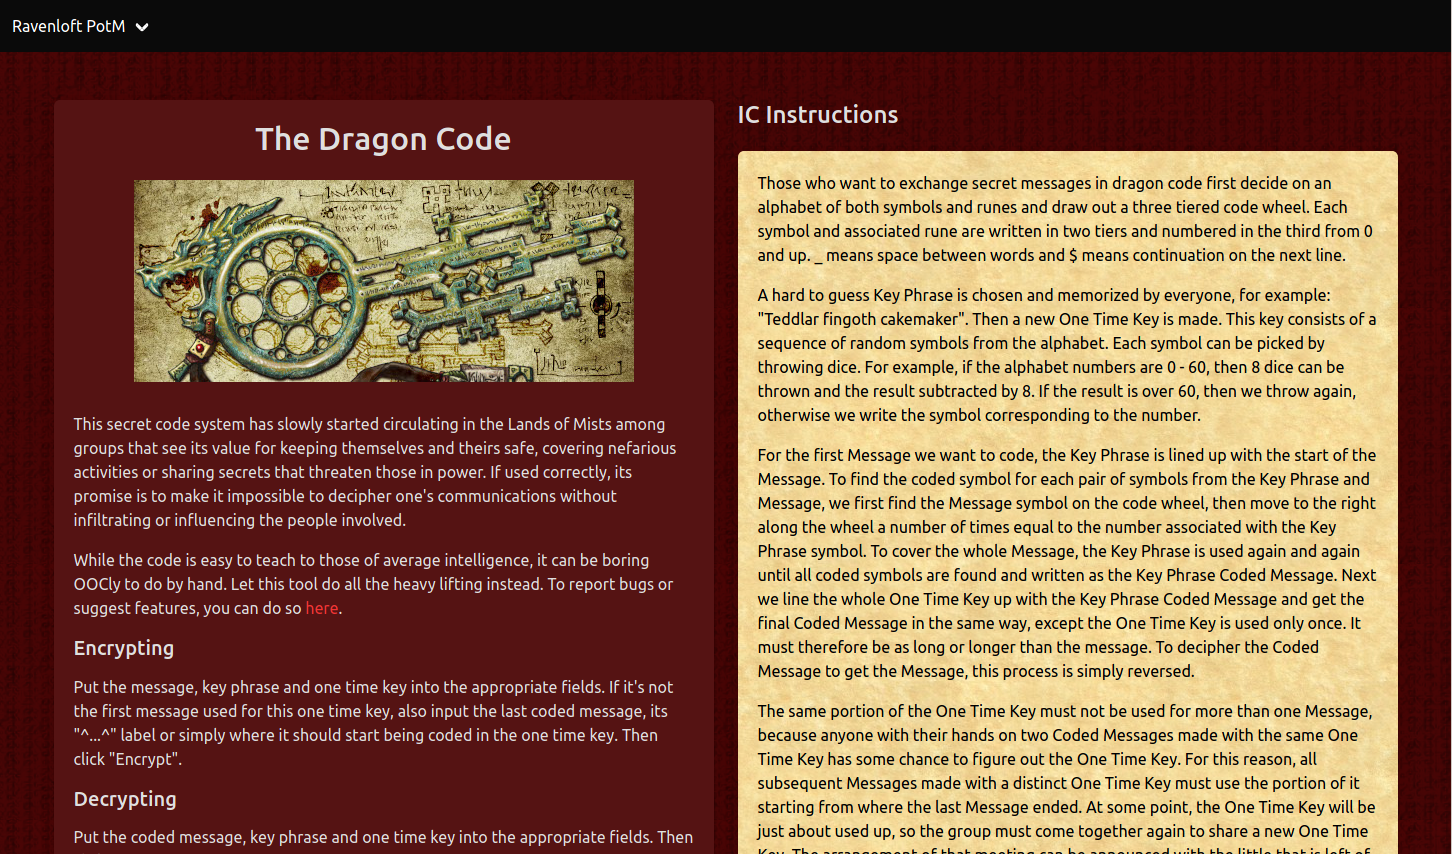 Ravenloft PotM
The Dragon Code
This secret code system has slowly started circulating in the Lands of Mists among
groups that see its value for keeping themselves and theirs safe, covering nefarious
activities or sharing secrets that threaten those in power. If used correctly, its
promise is to make it impossible to decipher one's communications without
infiltrating or influencing the people involved.
While the code is easy to teach to those of average intelligence, it can be boring
OOCly to do by hand. Let this tool do all the heavy lifting instead. To report bugs or
suggest features, you can do so here.
Encrypting
Put the message, key phrase and one time key into the appropriate fields. If it's not
the first message used for this one time key, also input the last coded message, its
"^...^" label or simply where it should start being coded in the one time key. Then
click "Encrypt".
Decrypting
Put the coded message, key phrase and one time key into the appropriate fields. Then
IC Instructions
Those who want to exchange secret messages in dragon code first decide on an
alphabet of both symbols and runes and draw out a three tiered code wheel. Each
symbol and associated rune are written in two tiers and numbered in the third from 0
and up. _ means space between words and $ means continuation on the next line.
A hard to guess Key Phrase is chosen and memorized by everyone, for example:
"Teddlar fingoth cakemaker". Then a new One Time Key is made. This key consists of a
sequence of random symbols from the alphabet. Each symbol can be picked by
throwing dice. For example, if the alphabet numbers are 0 - 60, then 8 dice can be
thrown and the result subtracted by 8. If the result is over 60, then we throw again,
otherwise we write the symbol corresponding to the number.
For the first Message we want to code, the Key Phrase is lined up with the start of the
Message. To find the coded symbol for each pair of symbols from the Key Phrase and
Message, we first find the Message symbol on the code wheel, then move to the right
along the wheel a number of times equal to the number associated with the Key
Phrase symbol. To cover the whole Message, the Key Phrase is used again and again
until all coded symbols are found and written as the Key Phrase Coded Message. Next
we line the whole One Time Key up with the Key Phrase Coded Message and get the
final Coded Message in the same way, except the One Time Key is used only once. It
must therefore be as long or longer than the message. To decipher the Coded
Message to get the Message, this process is simply reversed.
The same portion of the One Time Key must not be used for more than one Message,
because anyone with their hands on two Coded Messages made with the same One
Time Key has some chance to figure out the One Time Key. For this reason, all
subsequent Messages made with a distinct One Time Key must use the portion of it
starting from where the last Message ended. At some point, the One Time Key will be
just about used up, so the group must come together again to share a new One Time
Key. The arrangement of that meeting can be announced with the little that is left of